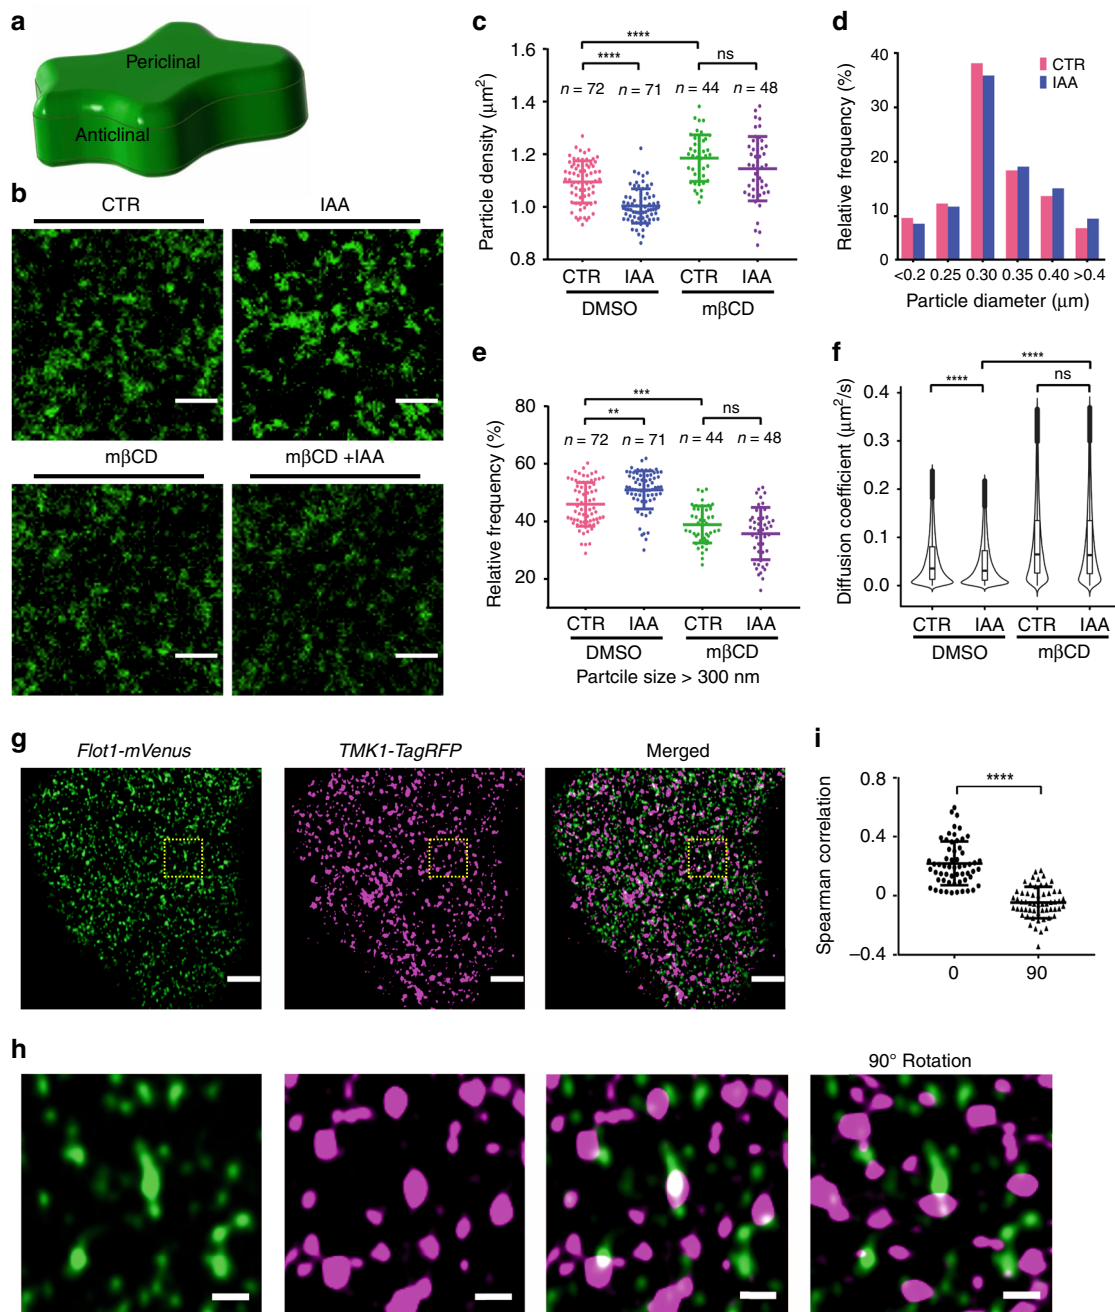 a
Periclinal
Anticlinal
b
CTR
IAA
mβCD
mβCD +IAA
c
Particle density (μm²)
1.6
1.4
1.2
1.0
0.8
****
****
ns
n = 72
n = 71
n = 44
n = 48
CTR
IAA
CTR
IAA
DMSO
mβCD
d
Relative frequency (%)
40
30
20
10
0
CTR
IAA
<0.2
0.25
0.30
0.35
0.40
>0.4
Particle diameter (μm)
e
Relative frequency (%)
80
60
40
20
***
**
ns
n = 72
n = 71
n = 44
n = 48
CTR
IAA
CTR
IAA
DMSO
mβCD
Partcile size > 300 nm
f
Diffusion coefficient (μm²/s)
0.4
0.3
0.2
0.1
0.0
****
****
ns
CTR
IAA
CTR
IAA
DMSO
mβCD
g
Flot1-mVenus
TMK1-TagRFP
Merged
h
90° Rotation
i
Spearman correlation
0.8
0.4
0
–0.4
****
0
90